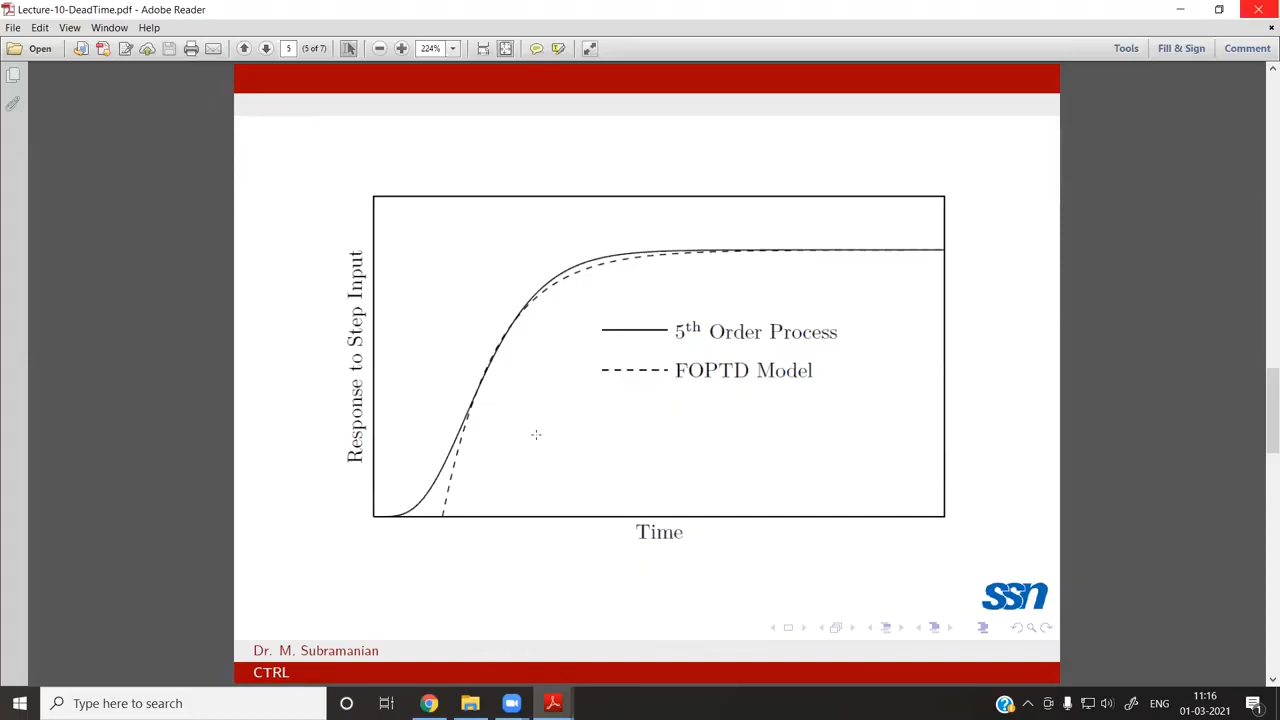 Lecture-10-DeadTime.pdf - Adobe Reader
File Edit View Window Help
Open 5 (5 of 7) 224% Tools Fill & Sign Comment
Response to Step Input
5th Order Process
FOPTD Model
Time
ssn
Dr. M. Subramanian
CTRL
Type here to search
ENG
11:16
01-03-2021
1